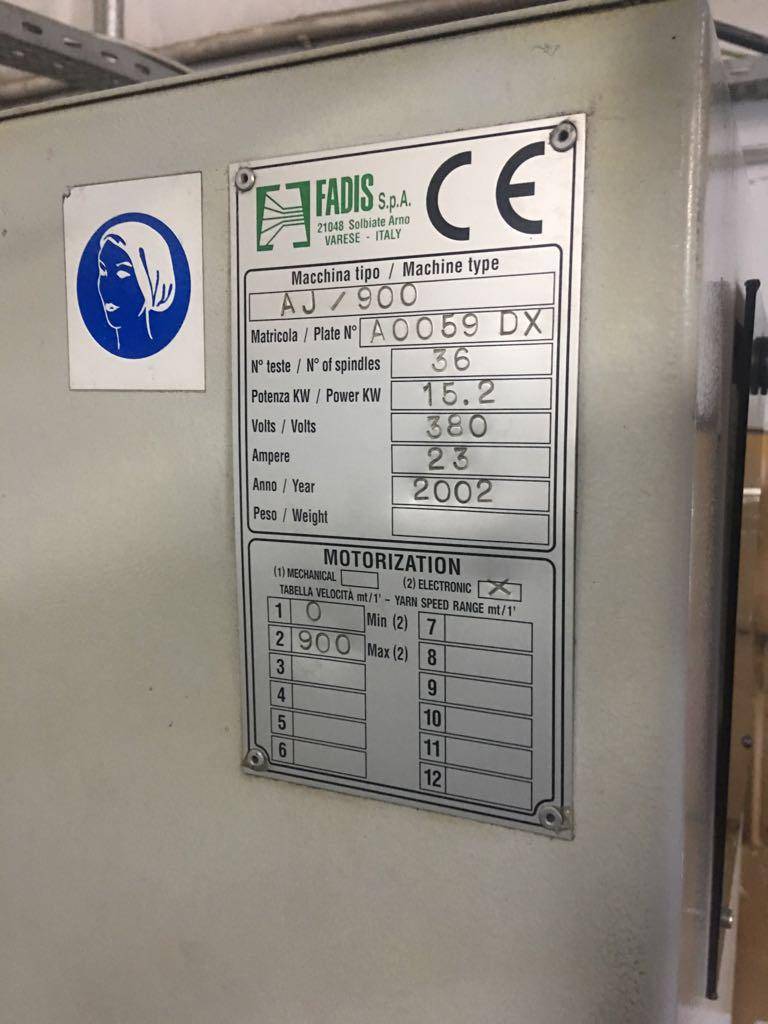 FADIS S.p.A.
21048 Solbiate Arno
VARESE - ITALY
CE
Macchina tipo / Machine type
AJ/900
Matricola / Plate N° A0059 DX
N° teste / N° of spindles 36
Potenza KW / Power KW 15.2
Volts / Volts 380
Ampere 23
Anno / Year 2002
Peso / Weight
MOTORIZATION
(1) MECHANICAL (2) ELECTRONIC X
TABELLA VELOCITÀ mt/1' - YARN SPEED RANGE mt/1'
1 0 Min (2) 7
2 900 Max (2) 8
3 9
4 10
5 11
6 12